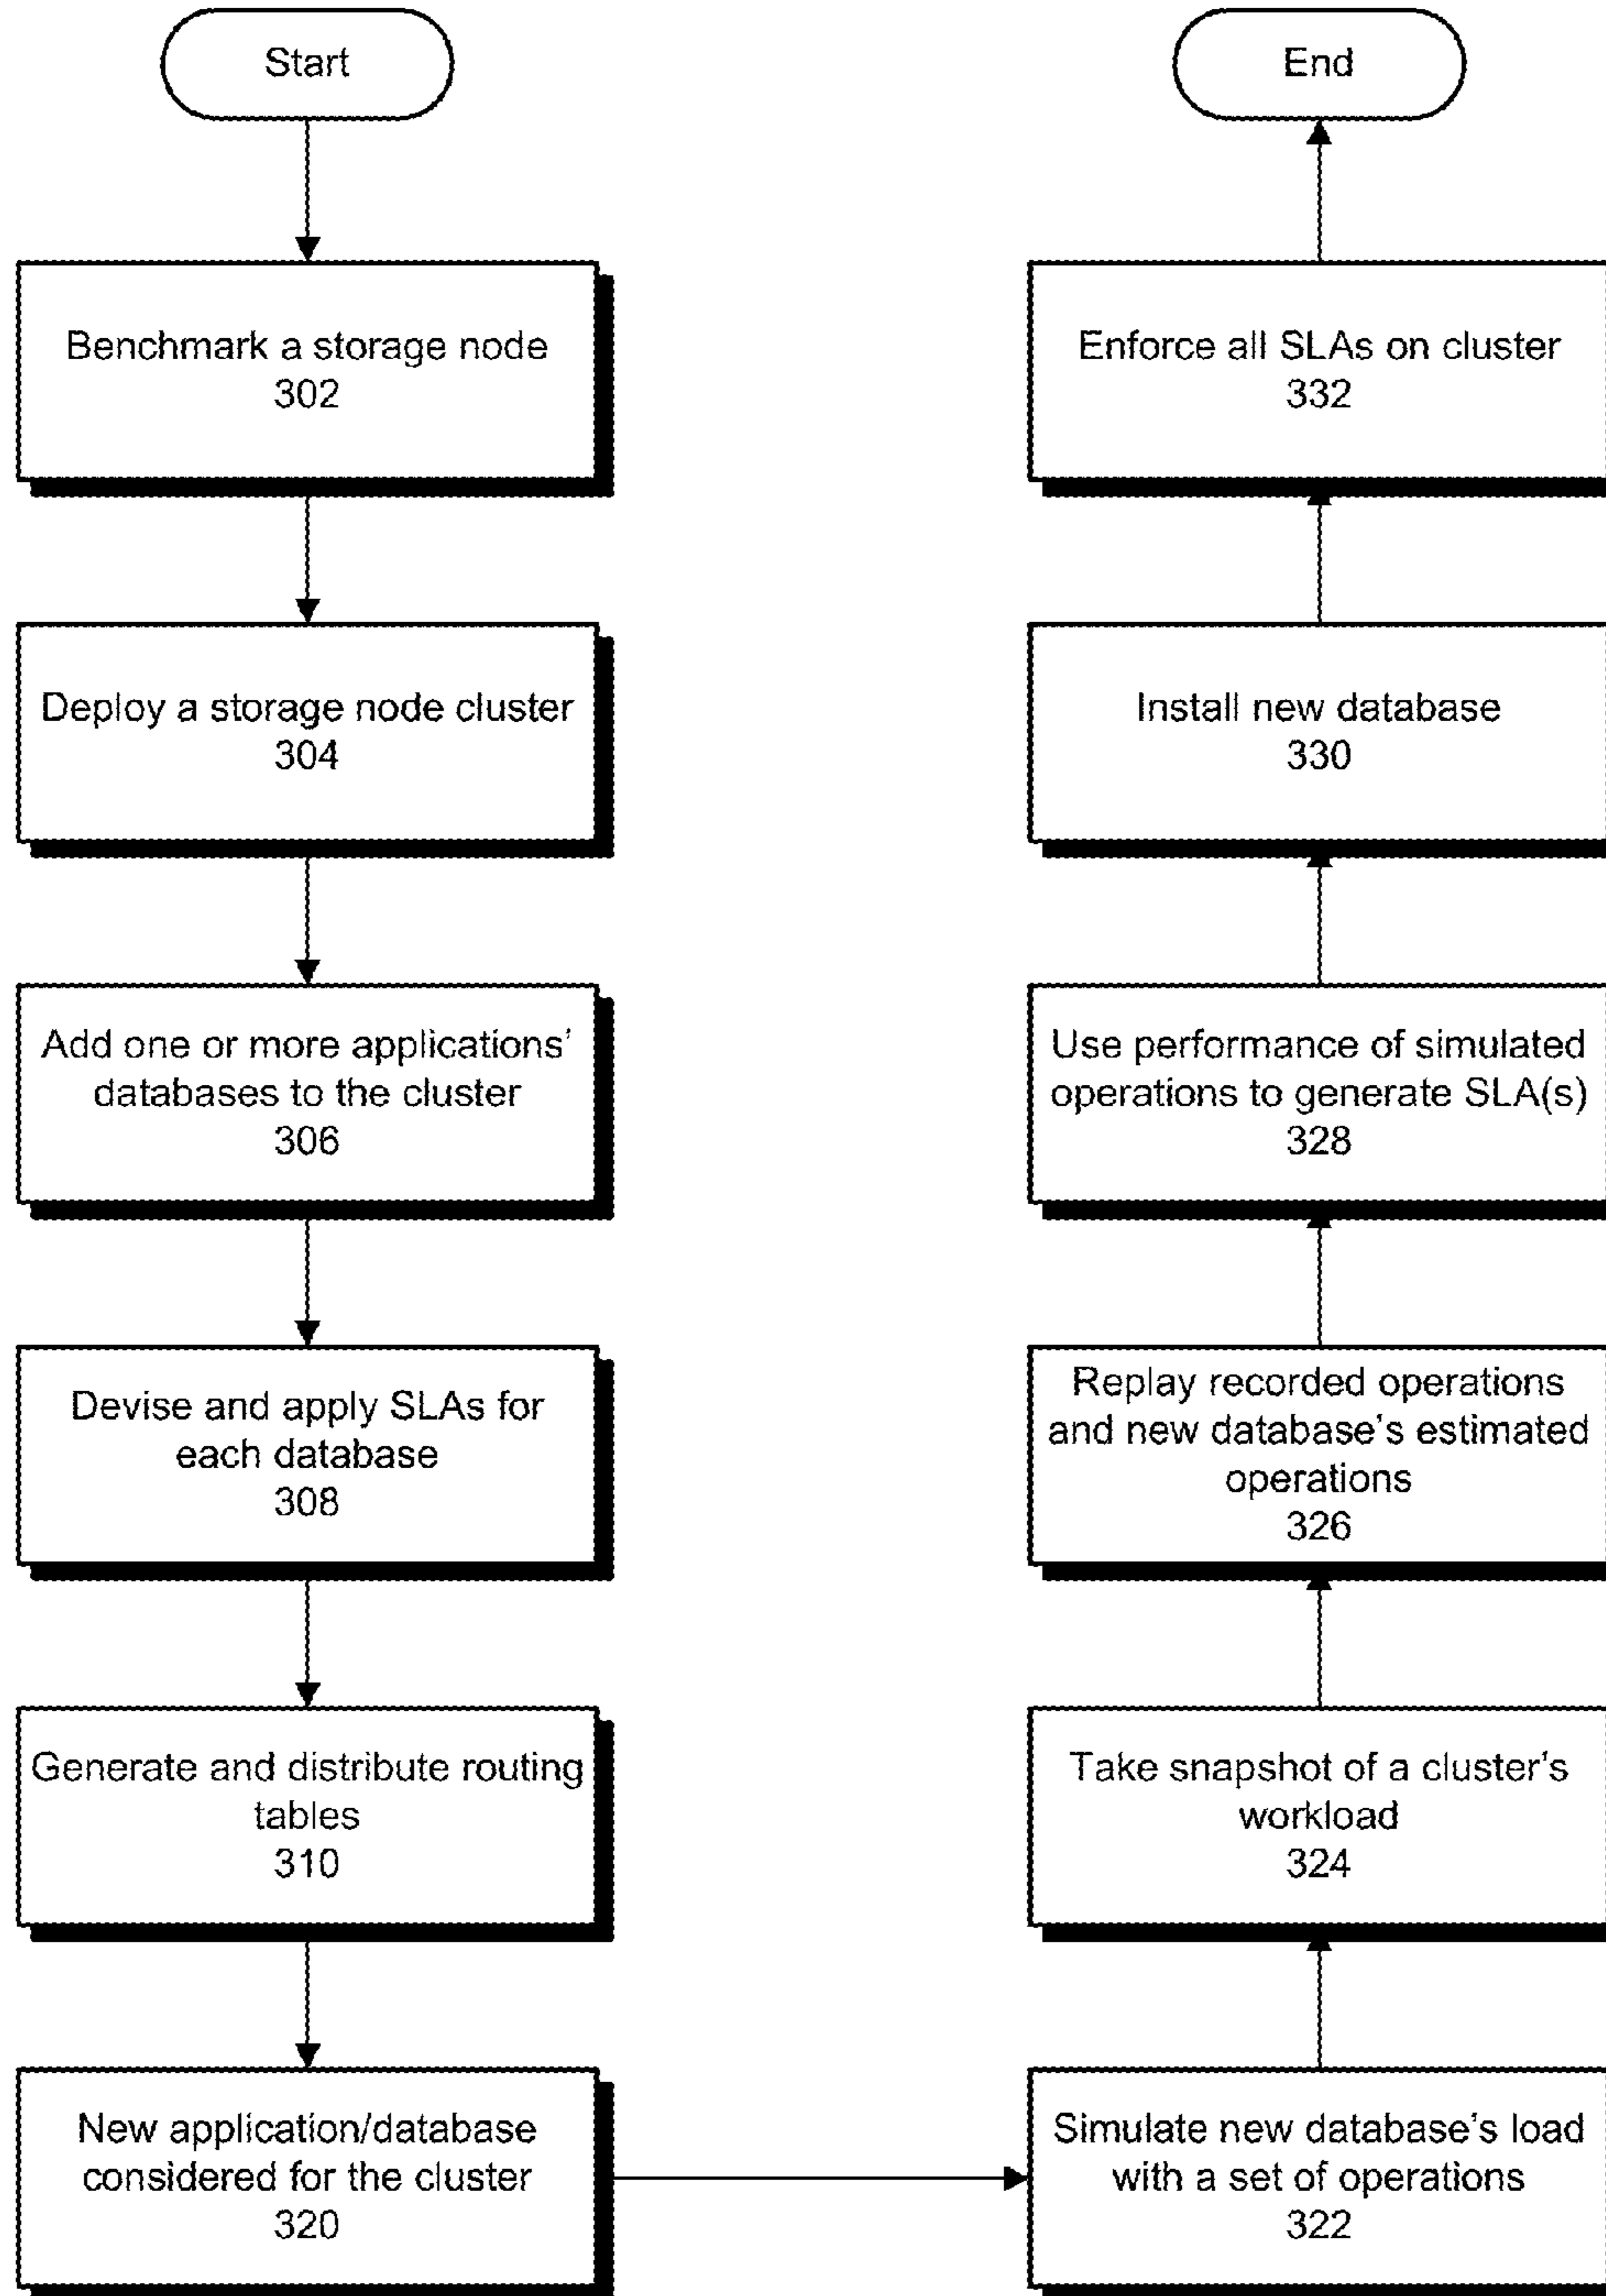 Start
Benchmark a storage node
302
Deploy a storage node cluster
304
Add one or more applications'
databases to the cluster
306
Devise and apply SLAs for
each database
308
Generate and distribute routing
tables
310
New application/database
considered for the cluster
320
Simulate new database's load
with a set of operations
322
Take snapshot of a cluster's
workload
324
Replay recorded operations
and new database's estimated
operations
326
Use performance of simulated
operations to generate SLA(s)
328
Install new database
330
Enforce all SLAs on cluster
332
End